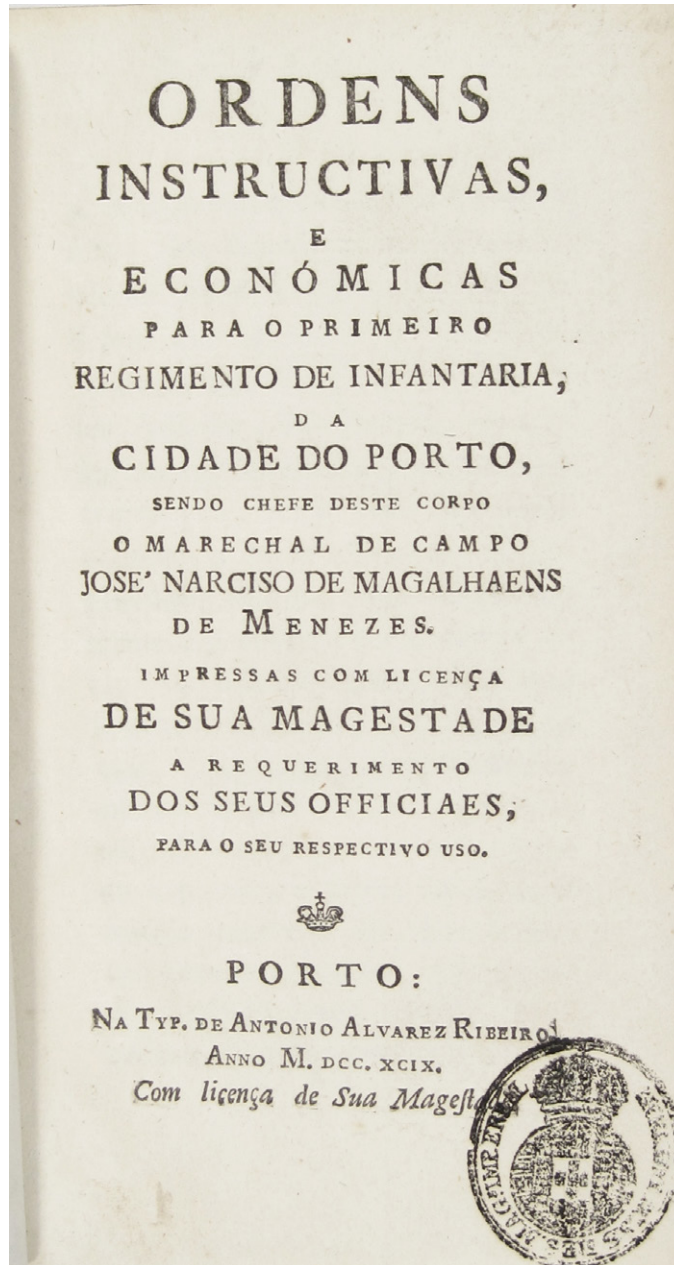 ORDENS
INSTRUCTIVAS,
E
ECONÓMICAS
PARA O PRIMEIRO
REGIMENTO DE INFANTARIA,
DA
CIDADE DO PORTO,
SENDO CHEFE DESTE CORPO
O MARECHAL DE CAMPO
JOSE' NARCISO DE MAGALHAENS
DE MENEZES.
IMPRESSAS COM LICENÇA
DE SUA MAGESTADE
A REQUERIMENTO
DOS SEUS OFFICIAES,
PARA O SEU RESPECTIVO USO.
PORTO:
NA TYP. DE ANTONIO ALVAREZ RIBEIRO
ANNO M. DCC. XCIX.
Com liçença de Sua